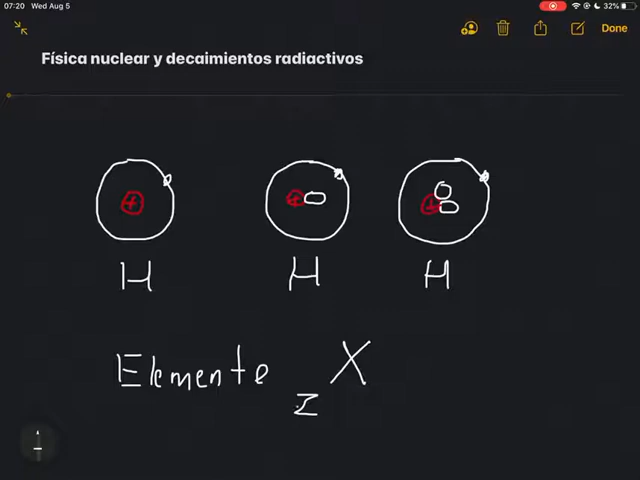 07:20 Wed Aug 5 32%
Done
Física nuclear y decaimientos radiactivos
+ + +
H H H
Elemento X
z